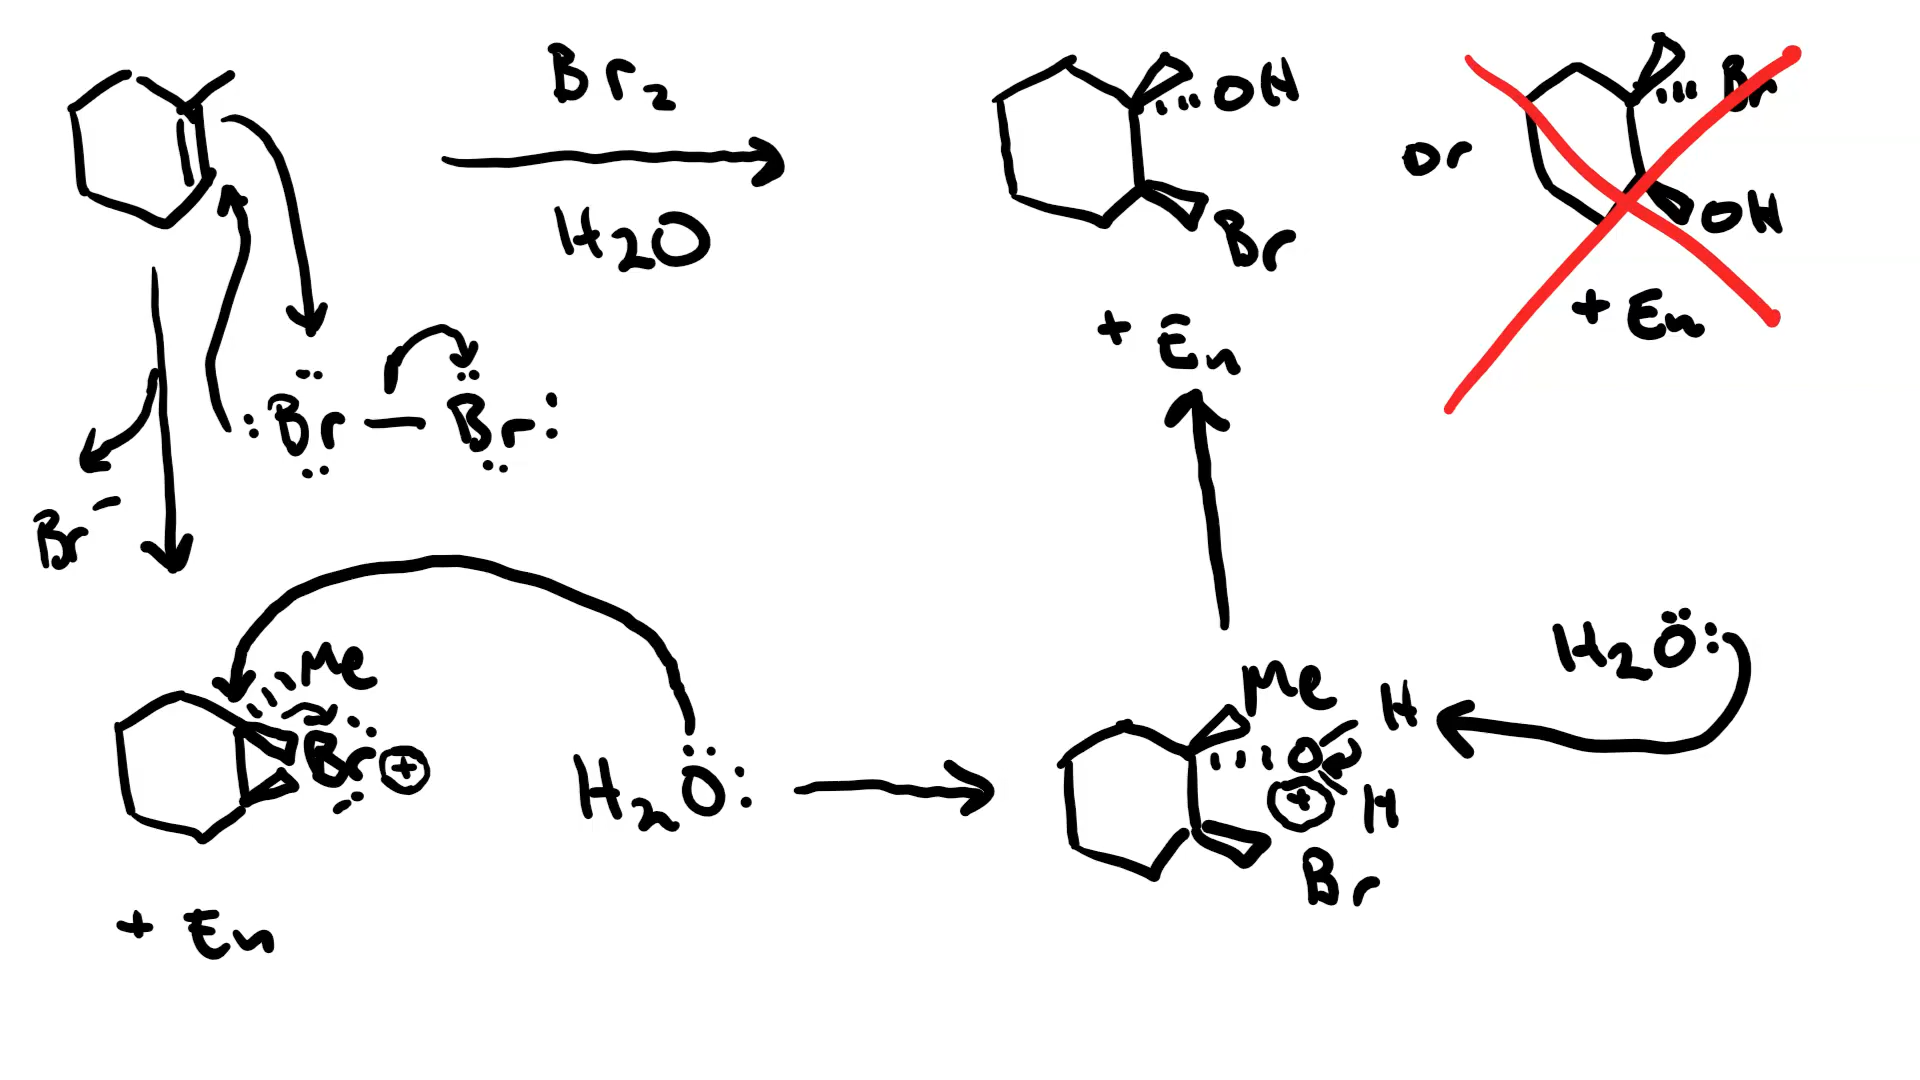 Br₂
H₂O
OH
Br
+ En
or
Br
OH
+ En
:Br — Br:
Br⁻
Me
Br ⊕
+ En
H₂O:
Me
O
H
⊕
H
Br
H₂O: